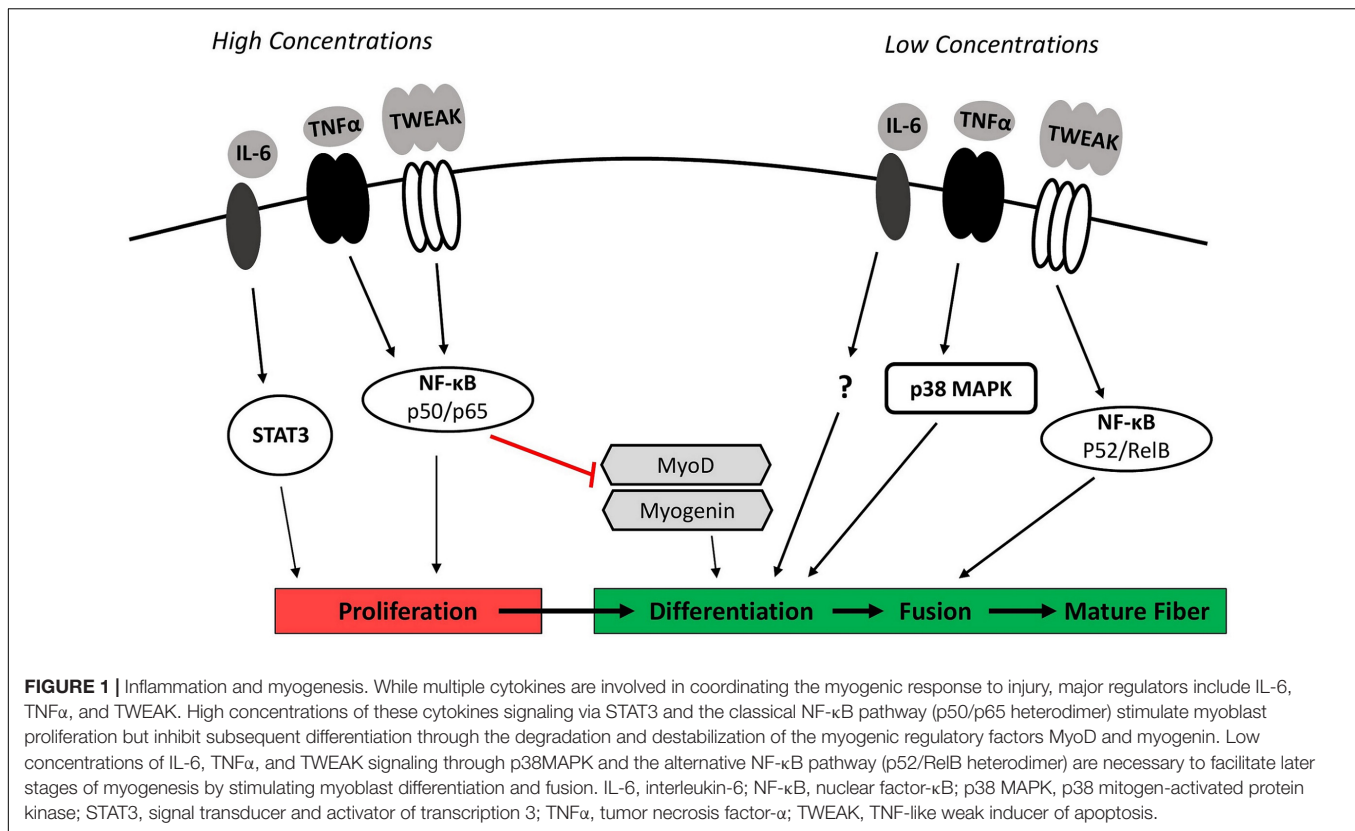 High Concentrations
Low Concentrations
IL-6
TNFα
TWEAK
IL-6
TNFα
TWEAK
STAT3
NF-κB
p50/p65
?
p38 MAPK
NF-κB
P52/RelB
MyoD
Myogenin
Proliferation
Differentiation
Fusion
Mature Fiber
FIGURE 1 | Inflammation and myogenesis. While multiple cytokines are involved in coordinating the myogenic response to injury, major regulators include IL-6,
TNFα, and TWEAK. High concentrations of these cytokines signaling via STAT3 and the classical NF-κB pathway (p50/p65 heterodimer) stimulate myoblast
proliferation but inhibit subsequent differentiation through the degradation and destabilization of the myogenic regulatory factors MyoD and myogenin. Low
concentrations of IL-6, TNFα, and TWEAK signaling through p38MAPK and the alternative NF-κB pathway (p52/RelB heterodimer) are necessary to facilitate later
stages of myogenesis by stimulating myoblast differentiation and fusion. IL-6, interleukin-6; NF-κB, nuclear factor-κB; p38 MAPK, p38 mitogen-activated protein
kinase; STAT3, signal transducer and activator of transcription 3; TNFα, tumor necrosis factor-α; TWEAK, TNF-like weak inducer of apoptosis.